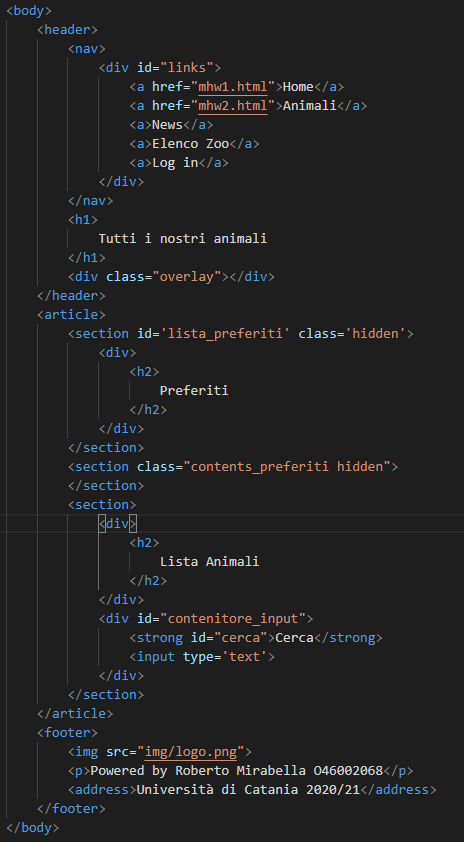 <body>
<header>
<nav>
<div id="links">
<a href="mhw1.html">Home</a>
<a href="mhw2.html">Animali</a>
<a>News</a>
<a>Elenco Zoo</a>
<a>Log in</a>
</div>
</nav>
<h1>
Tutti i nostri animali
</h1>
<div class="overlay"></div>
</header>
<article>
<section id='lista_preferiti' class='hidden'>
<div>
<h2>
Preferiti
</h2>
</div>
</section>
<section class="contents_preferiti hidden">
</section>
<section>
<div>
<h2>
Lista Animali
</h2>
</div>
<div id="contenitore_input">
<strong id="cerca">Cerca</strong>
<input type='text'>
</div>
</section>
</article>
<footer>
<img src="img/logo.png">
<p>Powered by Roberto Mirabella O46002068</p>
<address>Università di Catania 2020/21</address>
</footer>
</body>